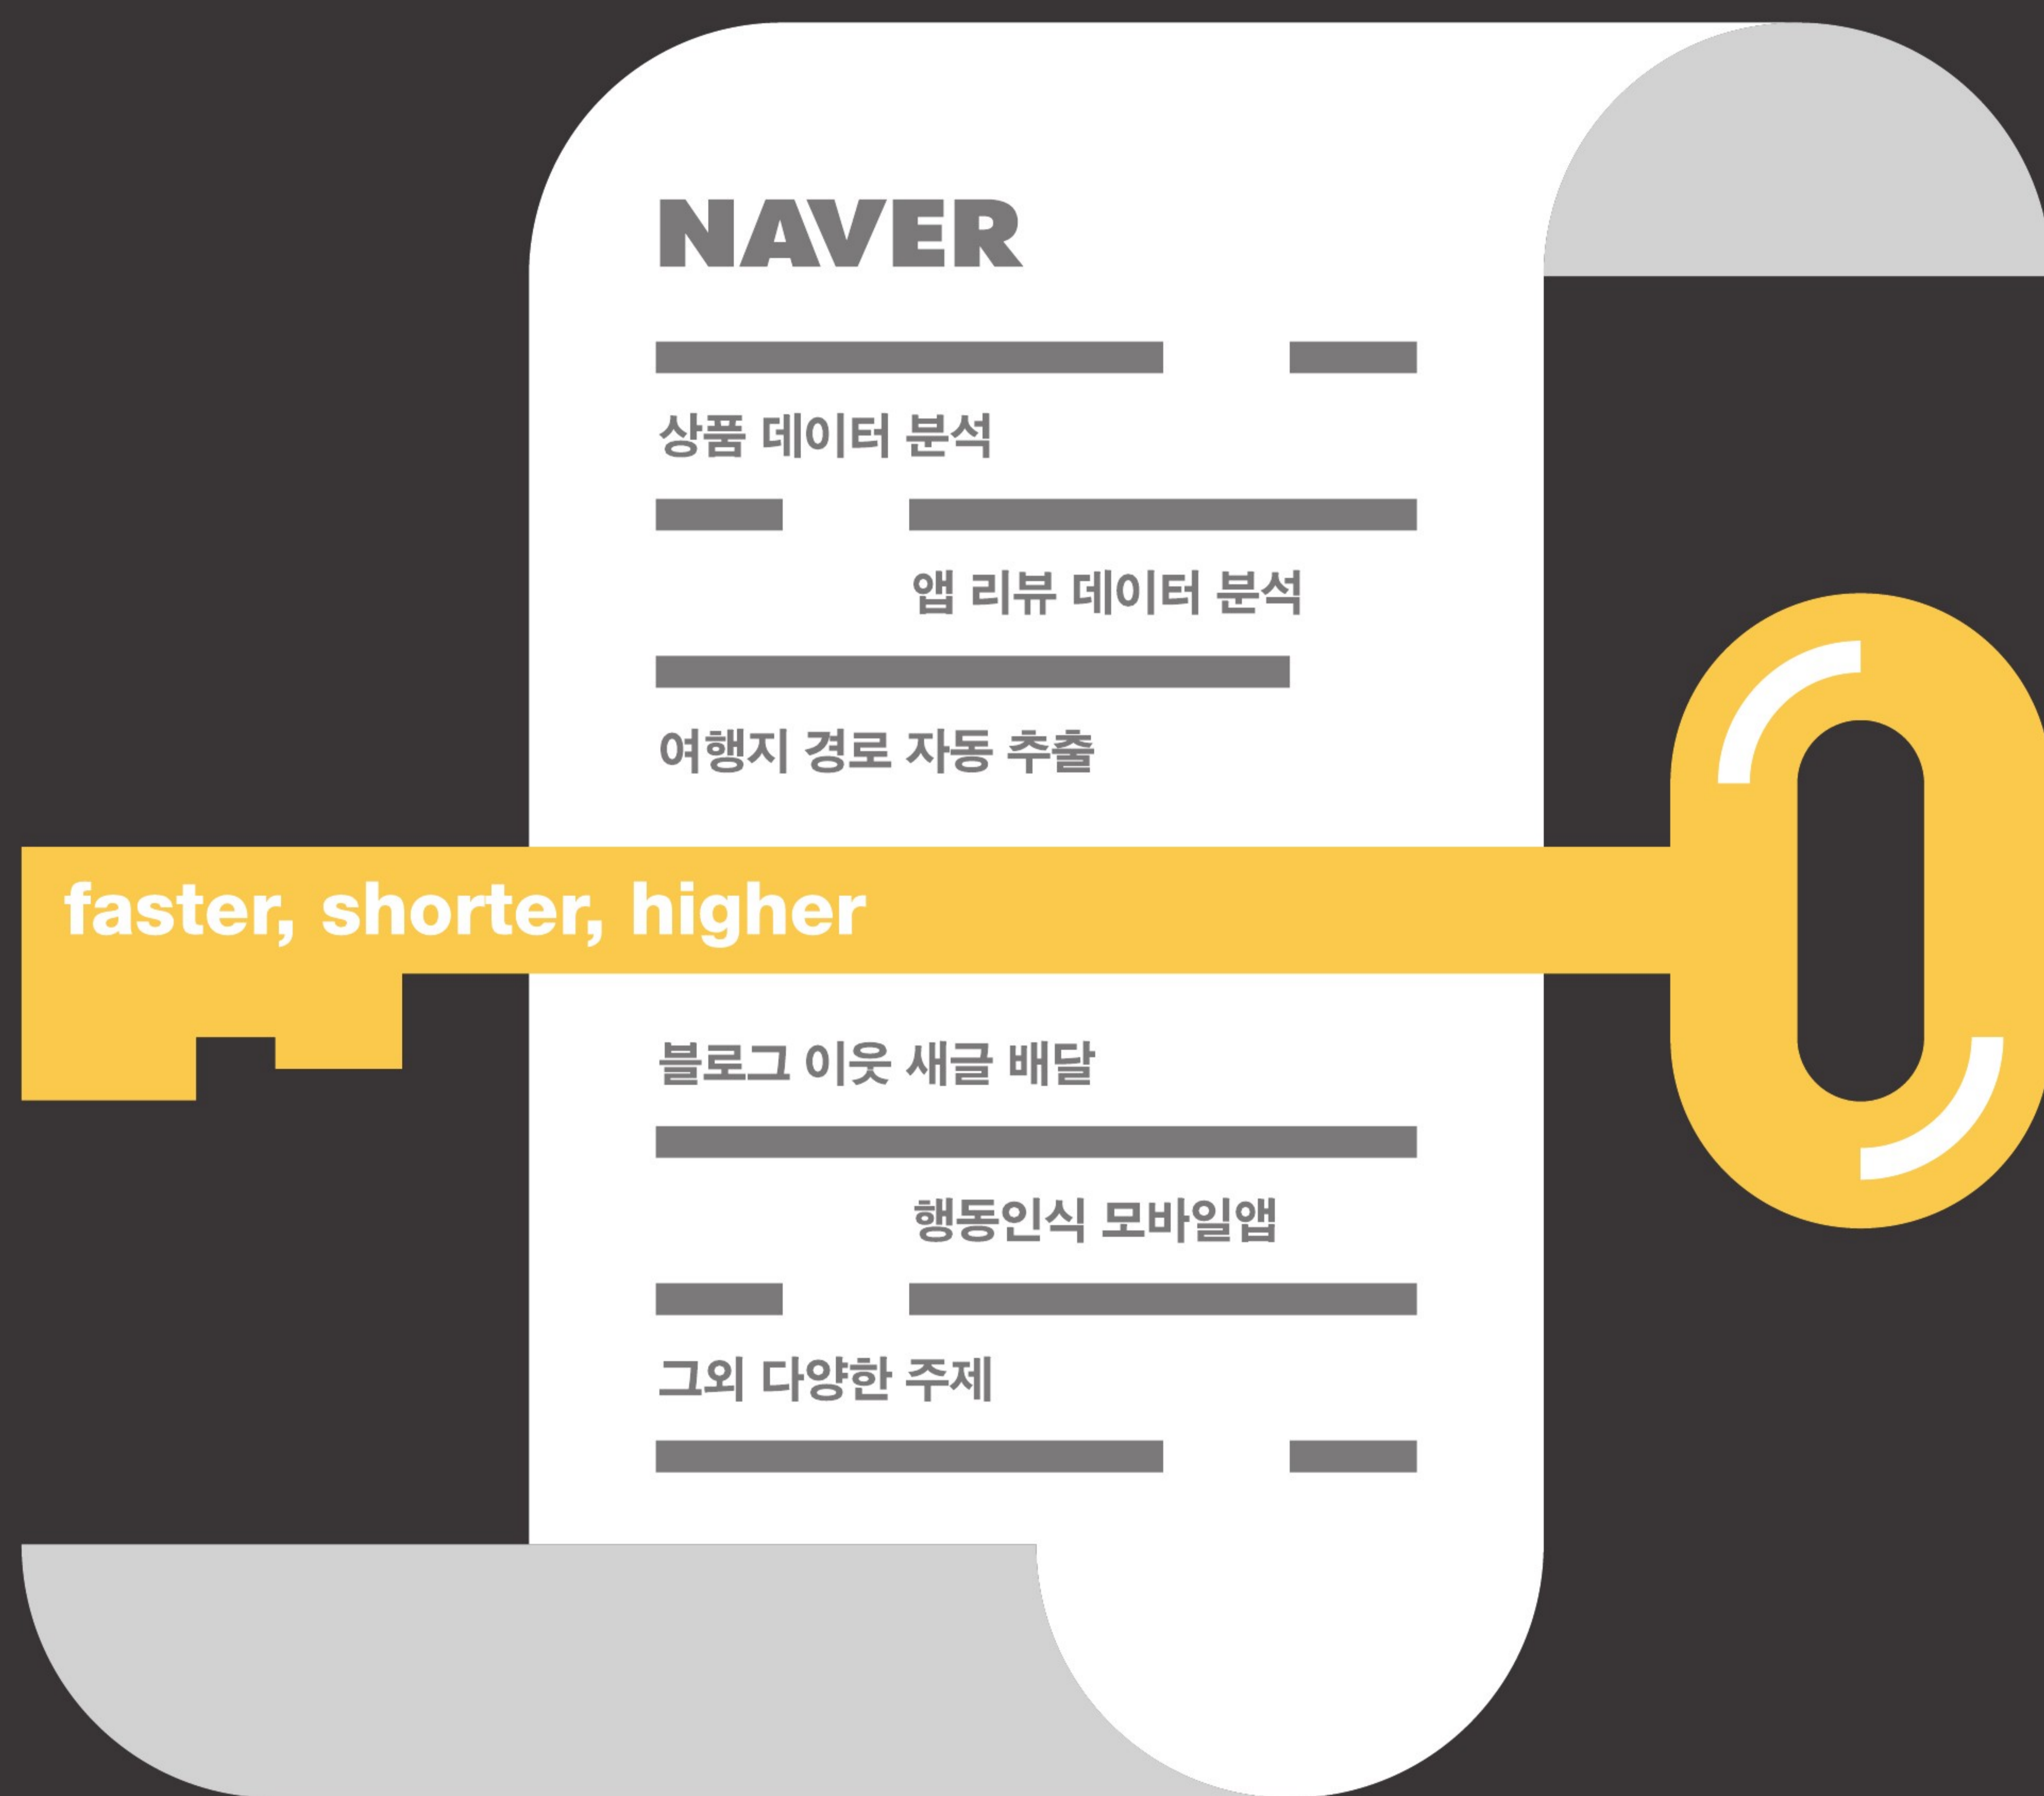 NAVER
상품 데이터 분석
앱 리뷰 데이터 분석
여행지 경로 자동 추출
faster, shorter, higher
블로그 이웃 새글 배달
행동인식 모바일앱
그외 다양한 주제